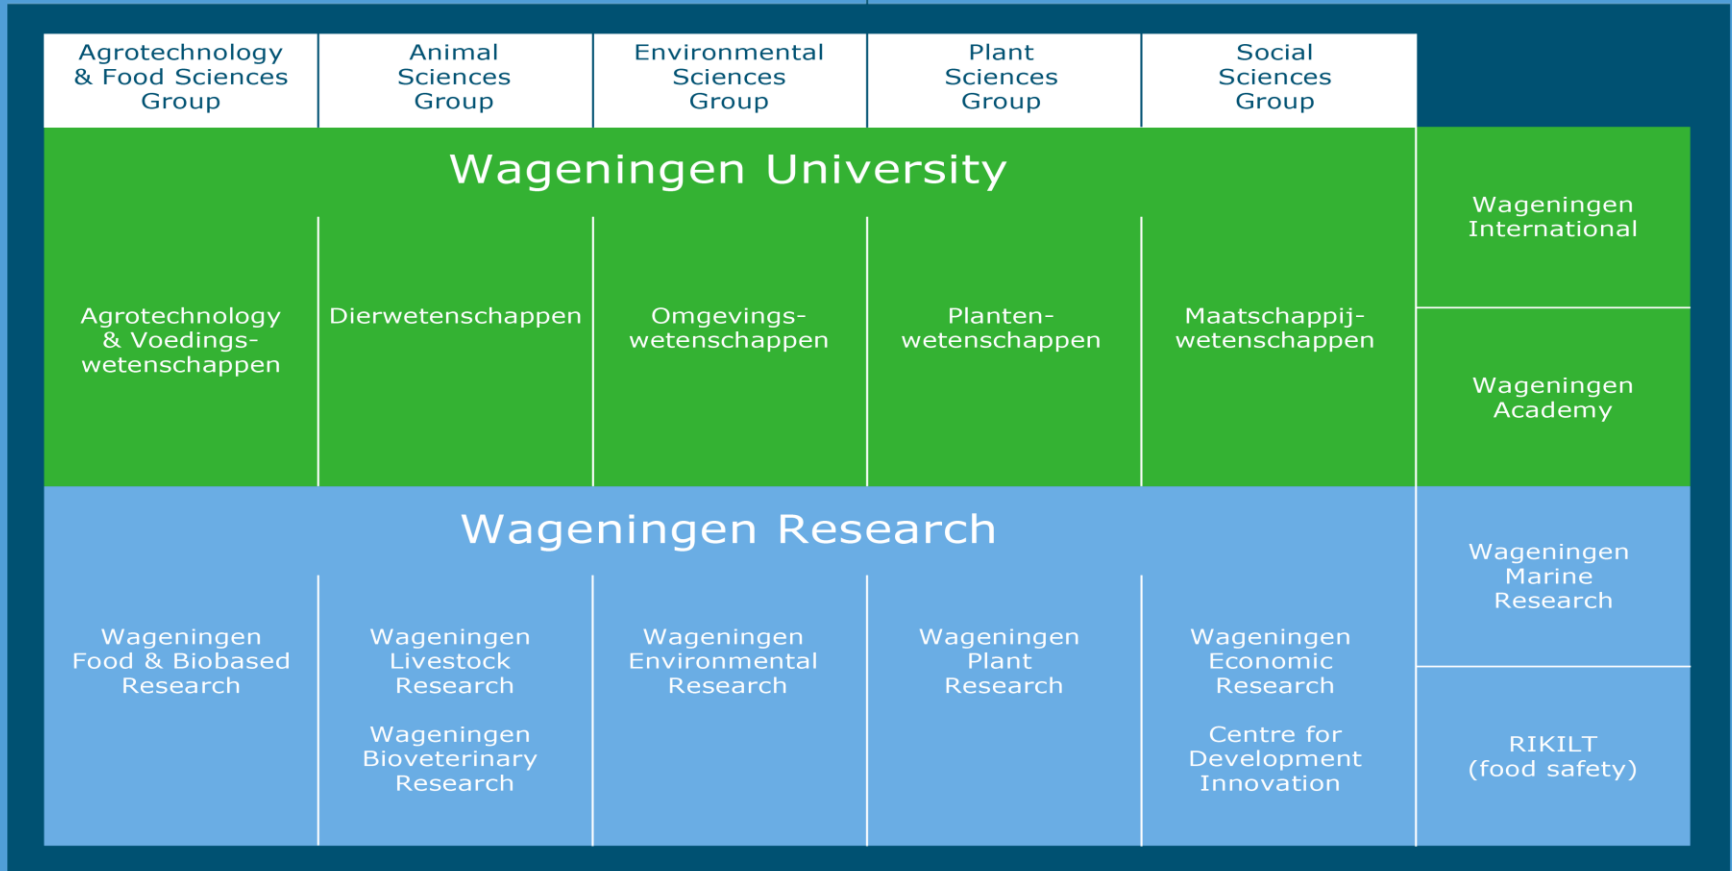 Agrotechnology
& Food Sciences
Group
Animal
Sciences
Group
Environmental
Sciences
Group
Plant
Sciences
Group
Social
Sciences
Group
Wageningen University
Agrotechnology
& Voedings-
wetenschappen
Dierwetenschappen
Omgevings-
wetenschappen
Planten-
wetenschappen
Maatschappij-
wetenschappen
Wageningen
International
Wageningen
Academy
Wageningen Research
Wageningen
Food & Biobased
Research
Wageningen
Livestock
Research
Wageningen
Bioveterinary
Research
Wageningen
Environmental
Research
Wageningen
Plant
Research
Wageningen
Economic
Research
Centre for
Development
Innovation
Wageningen
Marine
Research
RIKILT
(food safety)